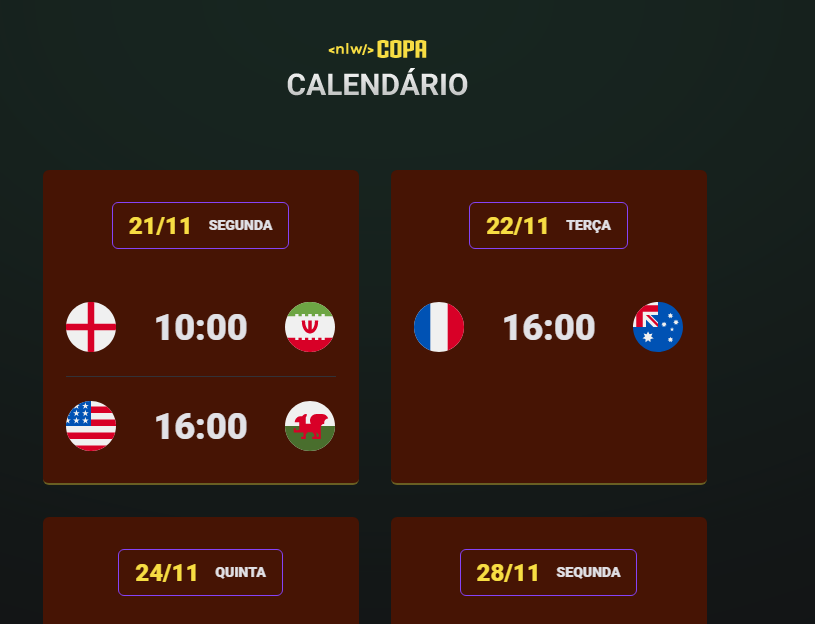 <nlw/> COPA
CALENDÁRIO
21/11 SEGUNDA
10:00
16:00
22/11 TERÇA
16:00
24/11 QUINTA
28/11 SEQUNDA